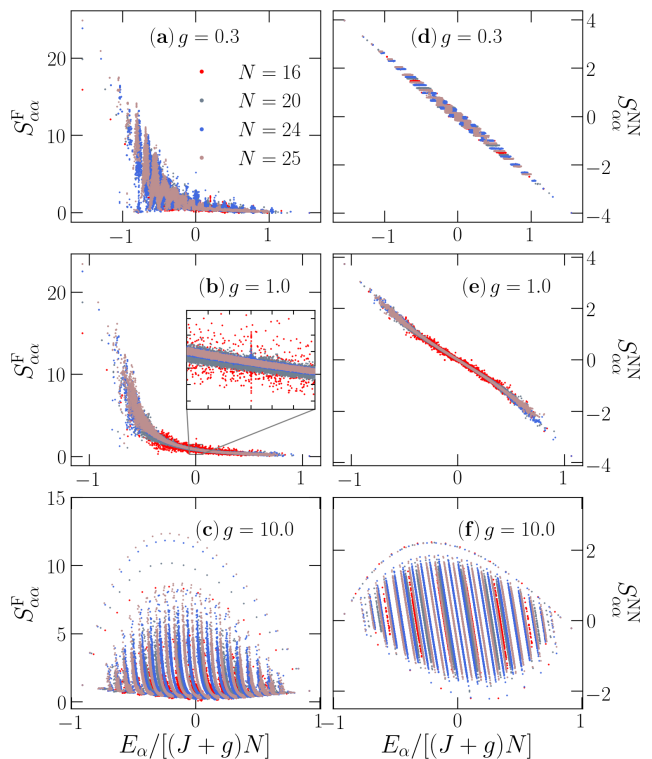 (a) g = 0.3
N = 16
N = 20
N = 24
N = 25
S^F_αα
20
10
0
−1
0
1
(d) g = 0.3
S^NN_αα
4
2
0
−2
−4
−1
0
1
(b) g = 1.0
S^F_αα
20
10
0
−1
0
1
(e) g = 1.0
S^NN_αα
4
2
0
−2
−4
−1
0
1
(c) g = 10.0
S^F_αα
15
10
5
0
−1
0
1
E_α/[(J + g)N]
(f) g = 10.0
S^NN_αα
2
0
−2
−1
0
1
E_α/[(J + g)N]